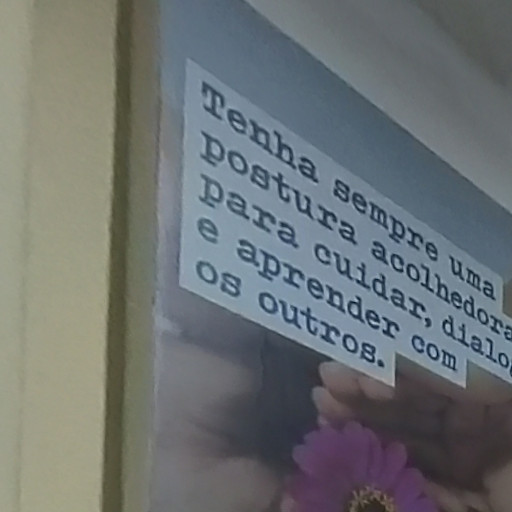 Tenha sempre uma
postura acolhedora
para cuidar,
e aprender com
os outros.